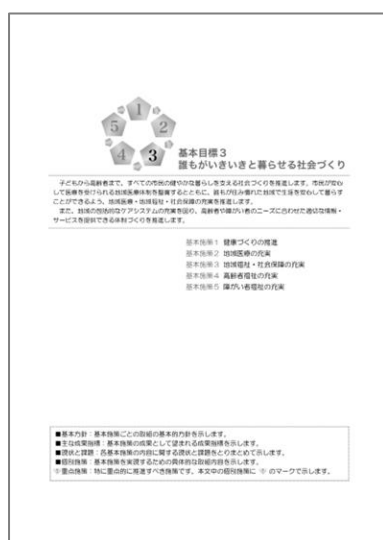 1
5
2
4
3
基本目標３
誰もがいきいきと暮らせる社会づくり
子どもから高齢者まで、すべての市民の健やかな暮らしを支える社会づくりを推進します。市民が安心
して医療を受けられる地域医療体制を整備するとともに、誰もが住み慣れた地域で生涯を安心して暮らす
ことができるよう、地域医療・地域福祉・社会保障の充実を推進します。
また、地域の包括的なケアシステムの充実を図り、高齢者や障がい者のニーズに合わせた適切な情報・
サービスを提供できる体制づくりを推進します。
基本施策１ 健康づくりの推進
基本施策２ 地域医療の充実
基本施策３ 地域福祉・社会保障の充実
基本施策４ 高齢者福祉の充実
基本施策５ 障がい者福祉の充実
■基本方針：基本施策ごとの取組の基本的方針を示します。
■主な成果指標：基本施策の成果として望まれる成果指標を示します。
■現状と課題：各基本施策の内容に関する現状と課題をとりまとめて示します。
■個別施策：基本施策を実現するための具体的な取組内容を示します。
重点施策：特に重点的に推進すべき施策です。本文中の個別施策に のマークで示します。